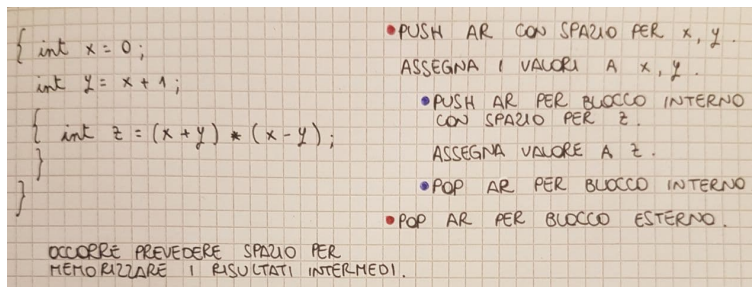 { int x = 0;
int y = x + 1;
{ int z = (x + y) * (x - y);
}
}
• PUSH AR CON SPAZIO PER x, y.
ASSEGNA I VALORI A x, y.
• PUSH AR PER BLOCCO INTERNO
CON SPAZIO PER z.
ASSEGNA VALORE A z.
• POP AR PER BLOCCO INTERNO
• POP AR PER BLOCCO ESTERNO.
OCCORRE PREVEDERE SPAZIO PER
MEMORIZZARE I RISULTATI INTERMEDI.